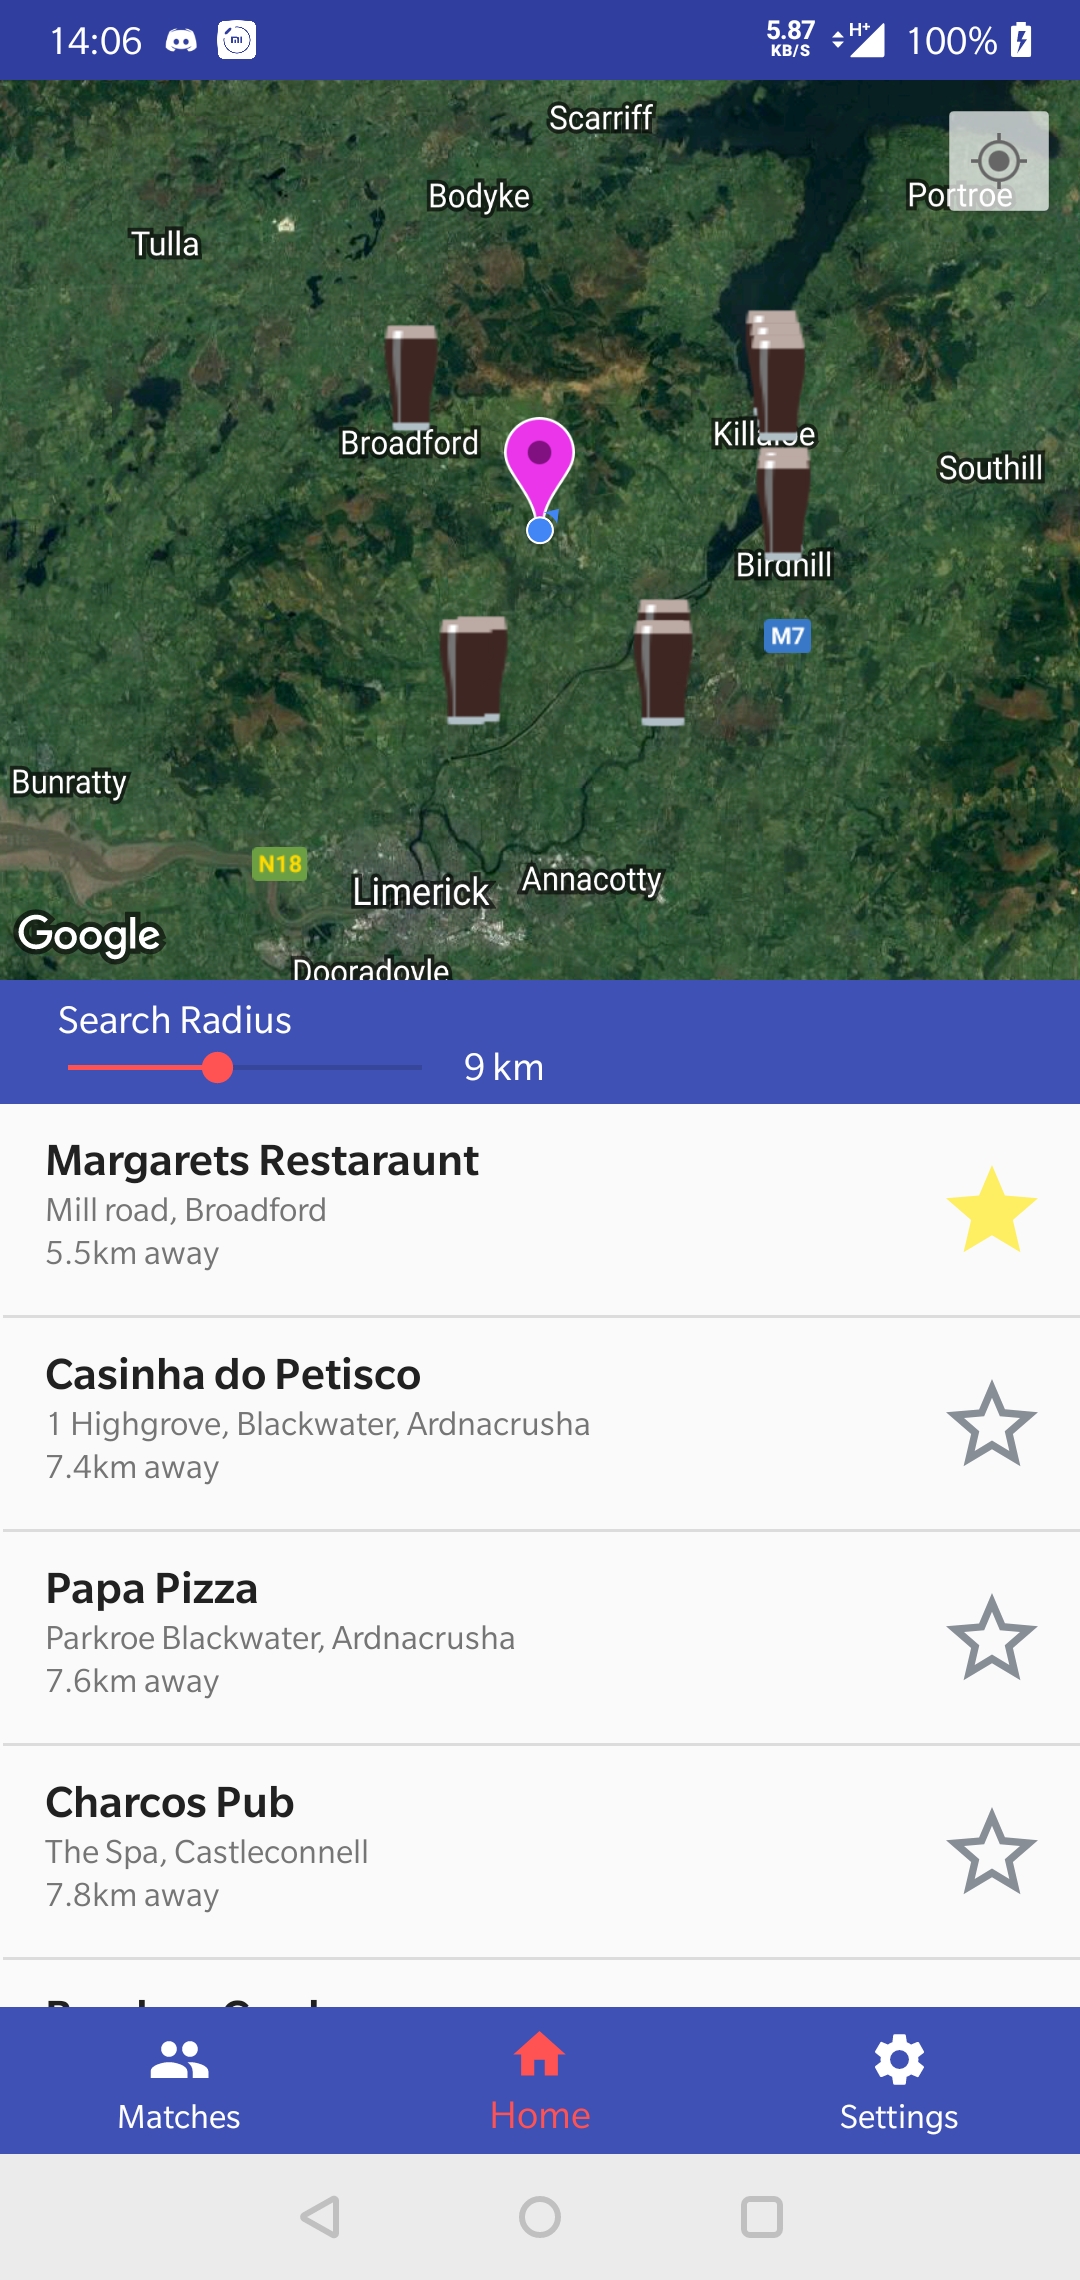 14:06
5.87
KB/S
H+
100%
Scarriff
Bodyke
Portroe
Tulla
Broadford
Killaloe
Southill
Birdhill
M7
Bunratty
N18
Limerick
Annacotty
Google
Dooradoyle
Search Radius
9 km
Margarets Restaraunt
Mill road, Broadford
5.5km away
Casinha do Petisco
1 Highgrove, Blackwater, Ardnacrusha
7.4km away
Papa Pizza
Parkroe Blackwater, Ardnacrusha
7.6km away
Charcos Pub
The Spa, Castleconnell
7.8km away
Matches
Home
Settings